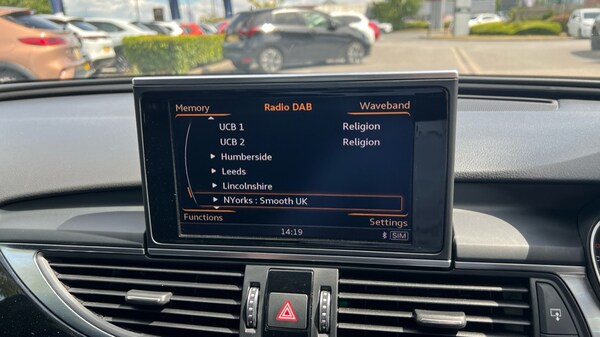 Memory Radio DAB Waveband
UCB 1 Religion
UCB 2 Religion
Humberside
Leeds
Lincolnshire
NYorks : Smooth UK
Functions Settings
14:19 SIM